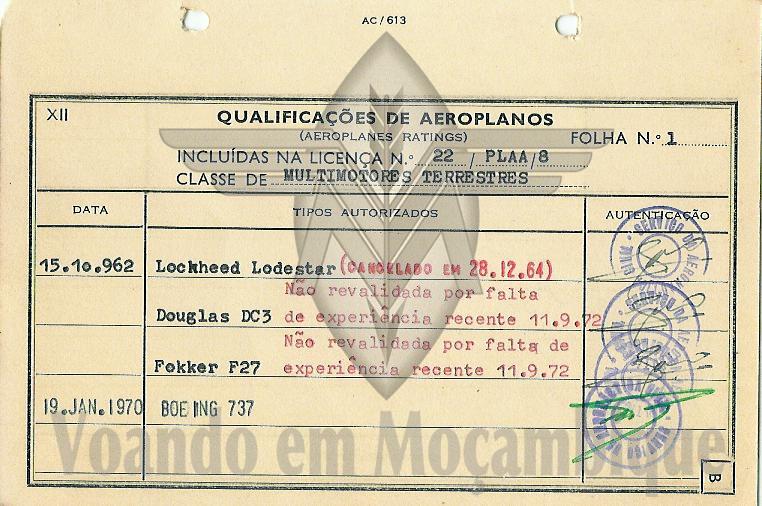 AC/613
XII
QUALIFICAÇÕES DE AEROPLANOS
(AEROPLANES RATINGS)
FOLHA N.º 1
INCLUÍDAS NA LICENÇA N.º 22 / PLAA/8
CLASSE DE MULTIMOTORES TERRESTRES
DATA TIPOS AUTORIZADOS AUTENTICAÇÃO
15.10.962 Lockheed Lodestar (CANCELADO EM 28.12.64)
Não revalidada por falta
Douglas DC3 de experiência recente 11.9.72
Não revalidada por falta de
Fokker F27 experiência recente 11.9.72
19.JAN.1970 BOEING 737
Voando em Moçambique
B